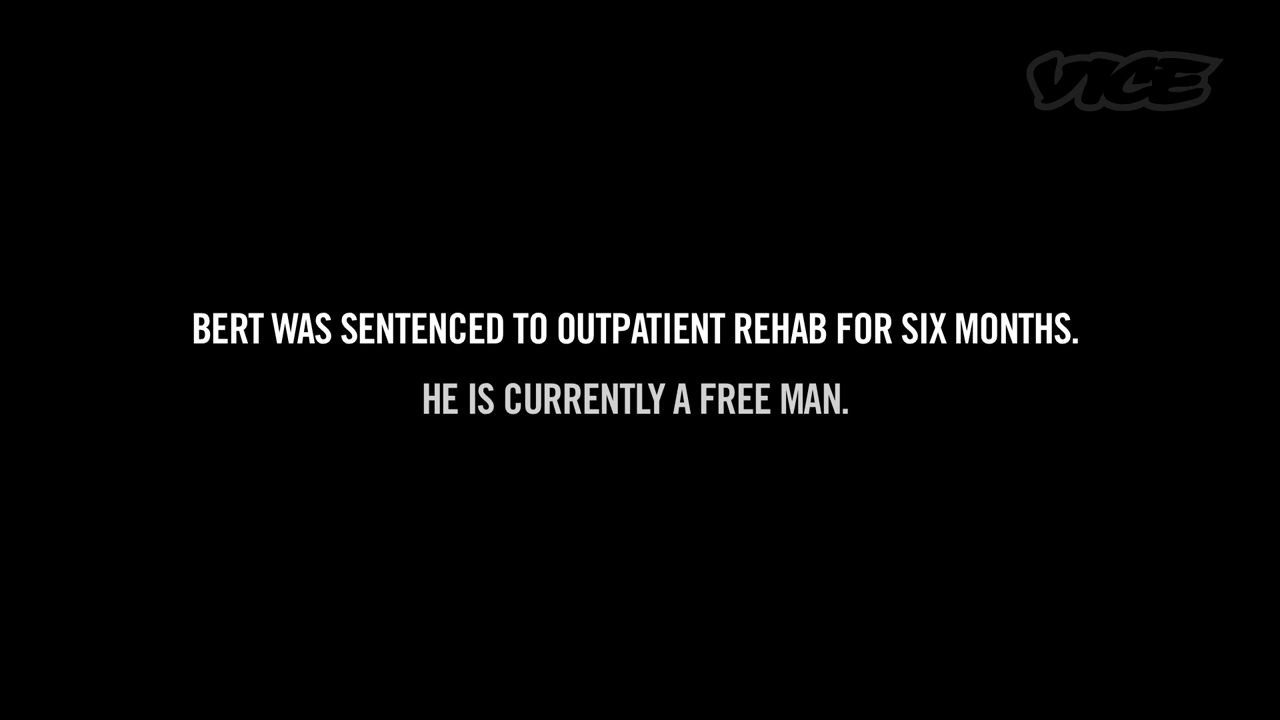 VICE
BERT WAS SENTENCED TO OUTPATIENT REHAB FOR SIX MONTHS.
HE IS CURRENTLY A FREE MAN.